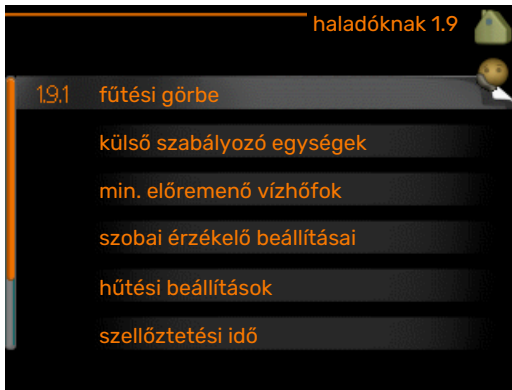 haladóknak 1.9
1.9.1 fűtési görbe
külső szabályozó egységek
min. előremenő vízhőfok
szobai érzékelő beállításai
hűtési beállítások
szellőztetési idő